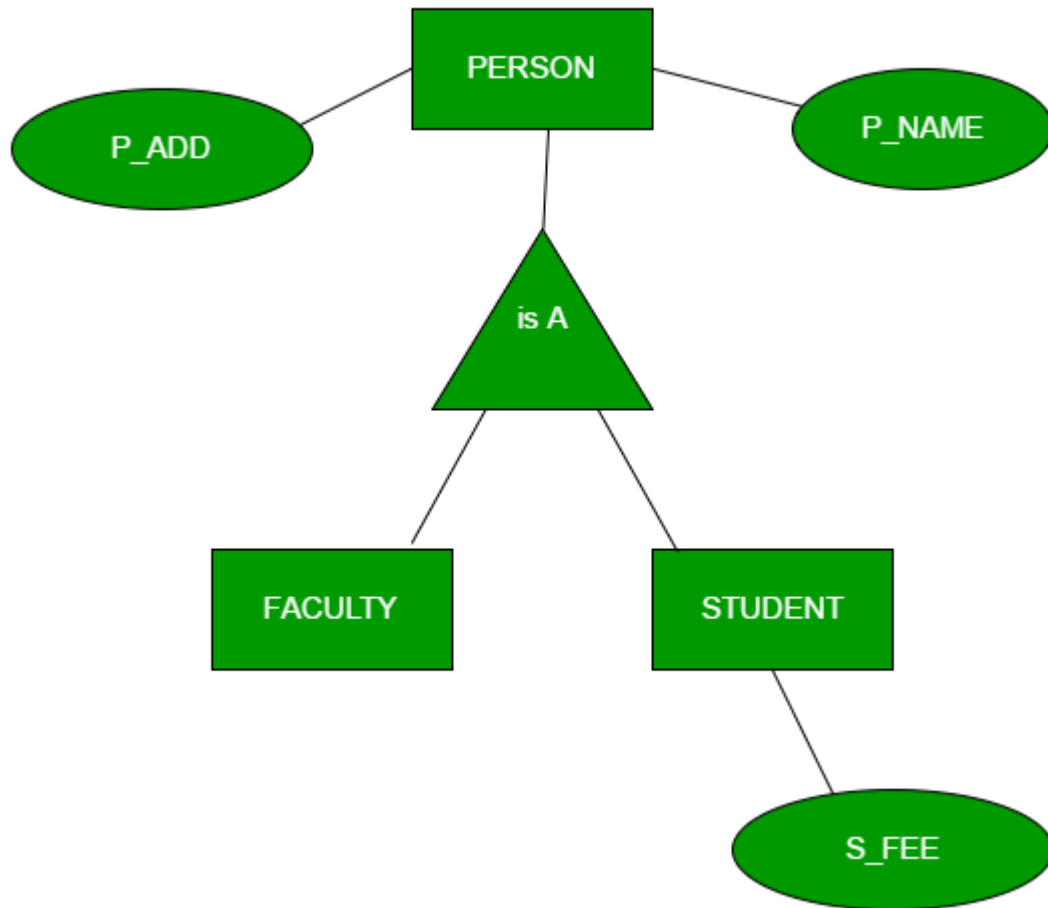 PERSON
P_ADD
P_NAME
is A
FACULTY
STUDENT
S_FEE